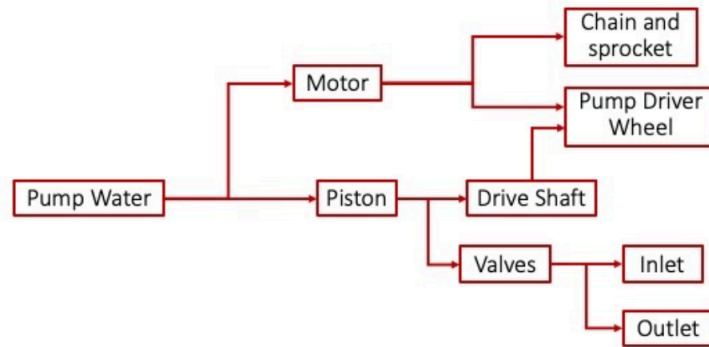 Chain and
sprocket
Motor
Pump Driver
Wheel
Pump Water
Piston
Drive Shaft
Valves
Inlet
Outlet